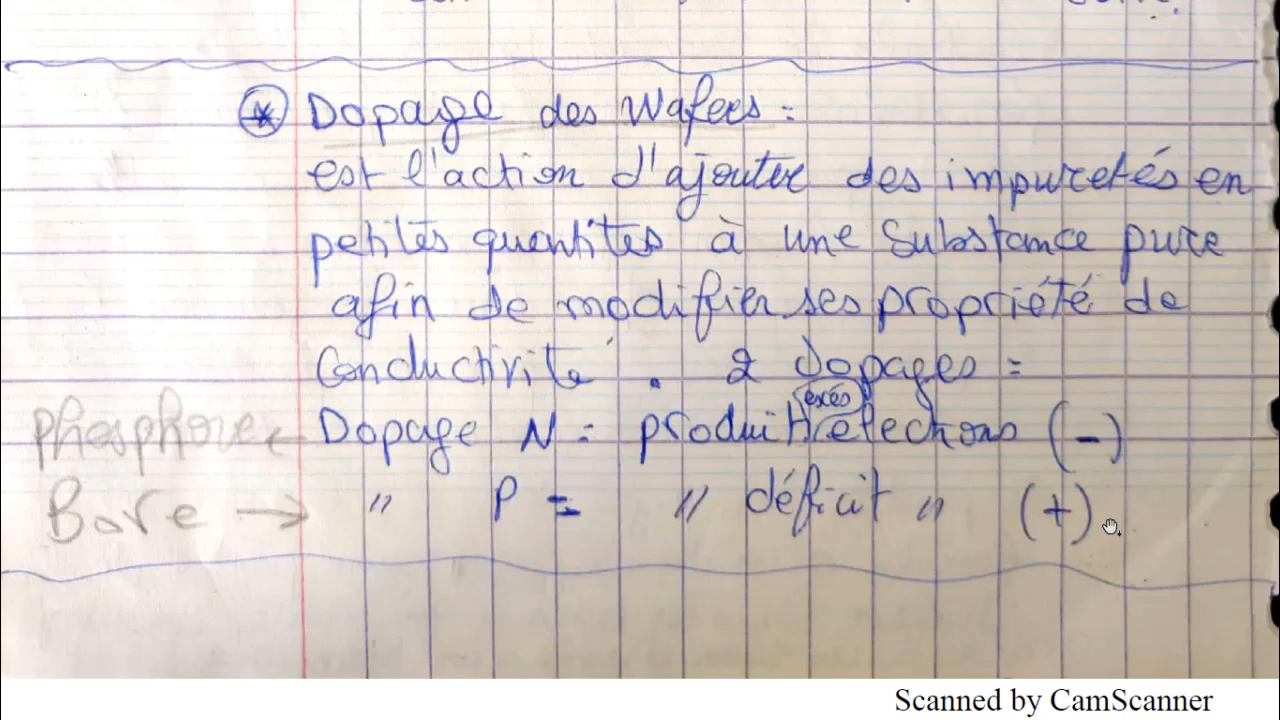 * Dopage des Wafers :
est l'action d'ajouter des impuretés en
petites quantités à une substance pure
afin de modifier ses propriété de
Conductivité . 2 Dopages :
exés
Phosphore ← Dopage N : produit électrons (-)
Bore → " P = " déficit " (+).
Scanned by CamScanner